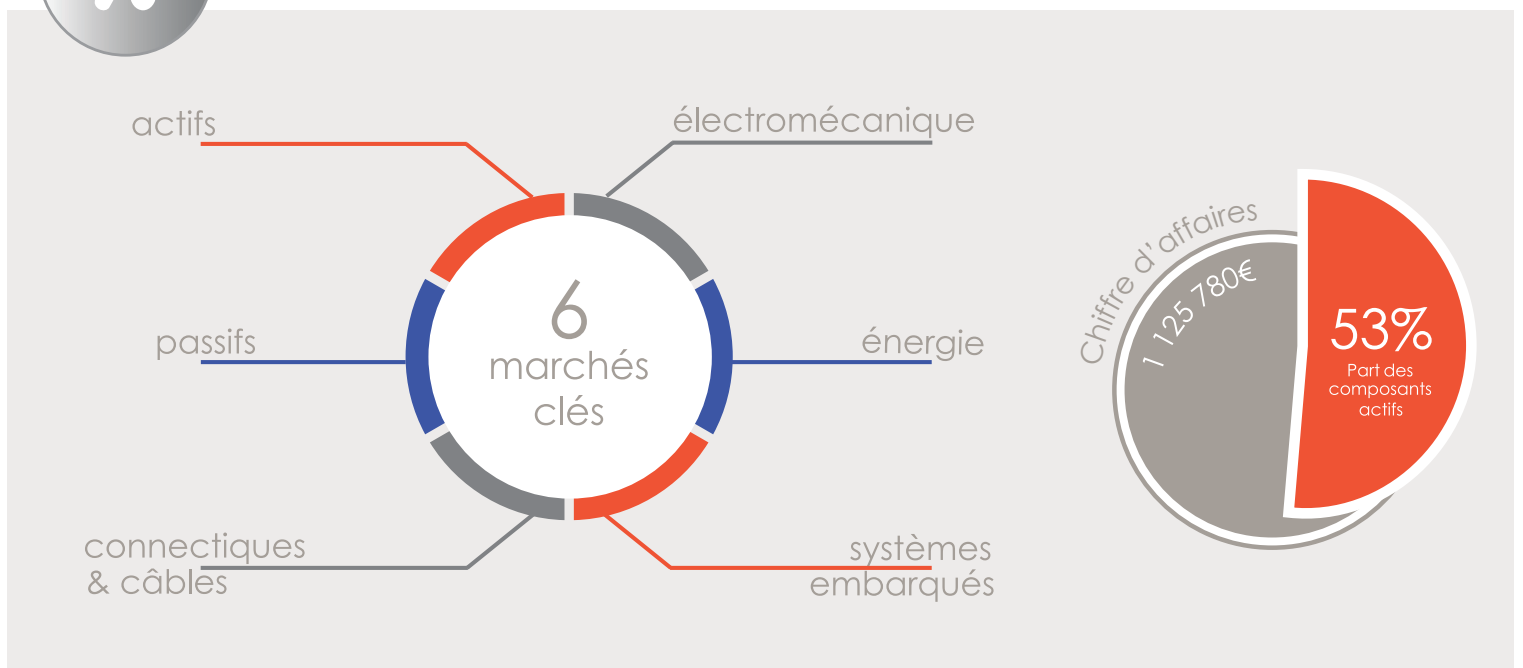 actifs
électromécanique
passifs
6
marchés
clés
énergie
connectiques
& câbles
systèmes
embarqués
Chiffre d'affaires
1 125 780€
53%
Part des
composants
actifs